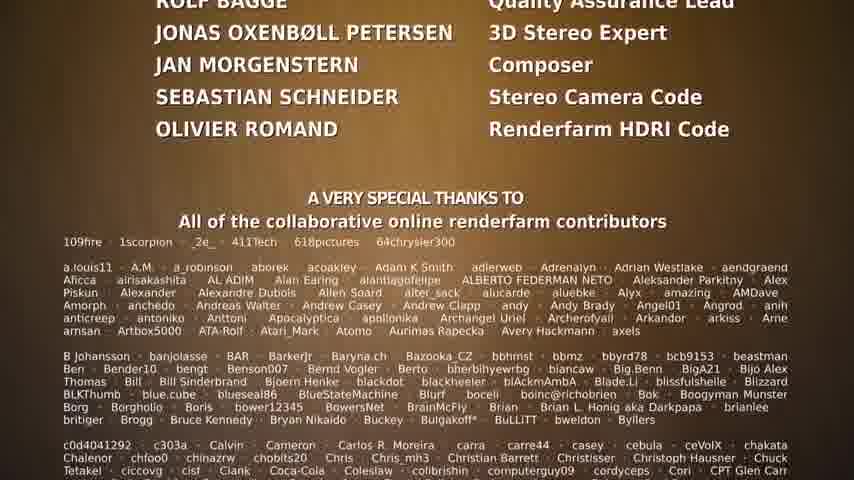 ROLF BAGGE Quality Assurance Lead
JONAS OXENBØLL PETERSEN 3D Stereo Expert
JAN MORGENSTERN Composer
SEBASTIAN SCHNEIDER Stereo Camera Code
OLIVIER ROMAND Renderfarm HDRI Code
A VERY SPECIAL THANKS TO
All of the collaborative online renderfarm contributors
109fire · 1scorpion · _2e_ · 411Tech · 618pictures · 64chrysler300
a.louis11 · A.M. · a_robinson · aborek · acoakley · Adam K Smith · adlerweb · Adrenalyn · Adrian Westlake · aendgraend
Aficca · airisakashita · AL ADIM · Alan Earing · alantiagofelipe · ALBERTO FEDERMAN NETO · Aleksander Parkitny · Alex
Piskun · Alexander · Alexandre Dubois · Allen Soard · alter_sack · alucarde · aluebke · Alyx · amazing · AMDave ·
Amorph · anchedo · Andreas Walter · Andrew Casey · Andrew Clapp · andy · Andy Brady · Angel01 · Angrod · anih
anticreep · antoniko · Anttoni · Apocalyptica · apollonika · Archangel Uriel · Archerofyail · Arkandor · arkiss · Arne
arnsan · Artbox5000 · ATA-Rolf · Atari_Mark · Atomo · Aurimas Rapecka · Avery Hackmann · axels
B Johansson · banjolasse · BAR · BarkerJr · Baryna.ch · Bazooka_CZ · bbhmst · bbmz · bbyrd78 · bcb9153 · beastman
Ben · Bender10 · bengt · Benson007 · Bernd Vogler · Berto · bherbihyewrbg · biancaw · Big.Benn · BigA21 · Bijo Alex
Thomas · Bill · Bill Sinderbrand · Bjoern Henke · blackdot · blackheeler · blAckmAmbA · Blade.Li · blissfulshelle · Blizzard
BLKThumb · blue.cube · blueseal86 · BlueStateMachine · Blurf · boceli · boinc@richobrien · Bok · Boogyman Munster
Borg · Borghollo · Boris · bower12345 · BowersNet · BrainMcFly · Brian · Brian L. Honig aka Darkpapa · brianlee
britiger · Brogg · Bruce Kennedy · Bryan Nikaido · Buckey · Bulgakoff* · BuLLiTT · bweldon · Byllers
c0d4041292 · c303a · Calvin · Cameron · Carlos R. Moreira · carra · carre44 · casey · cebula · ceVoIX · chakata
Chalenor · chfoo0 · chinazrw · chobits20 · Chris · Chris_mh3 · Christian Brett · Christisser · Christoph Hausner · Chuck
Tetakel · ciccovg · cisf · Clank · Coca-Cola · Coleslaw · colibrishin · computerguy09 · cordyceps · Cori · CPT Glen Carr